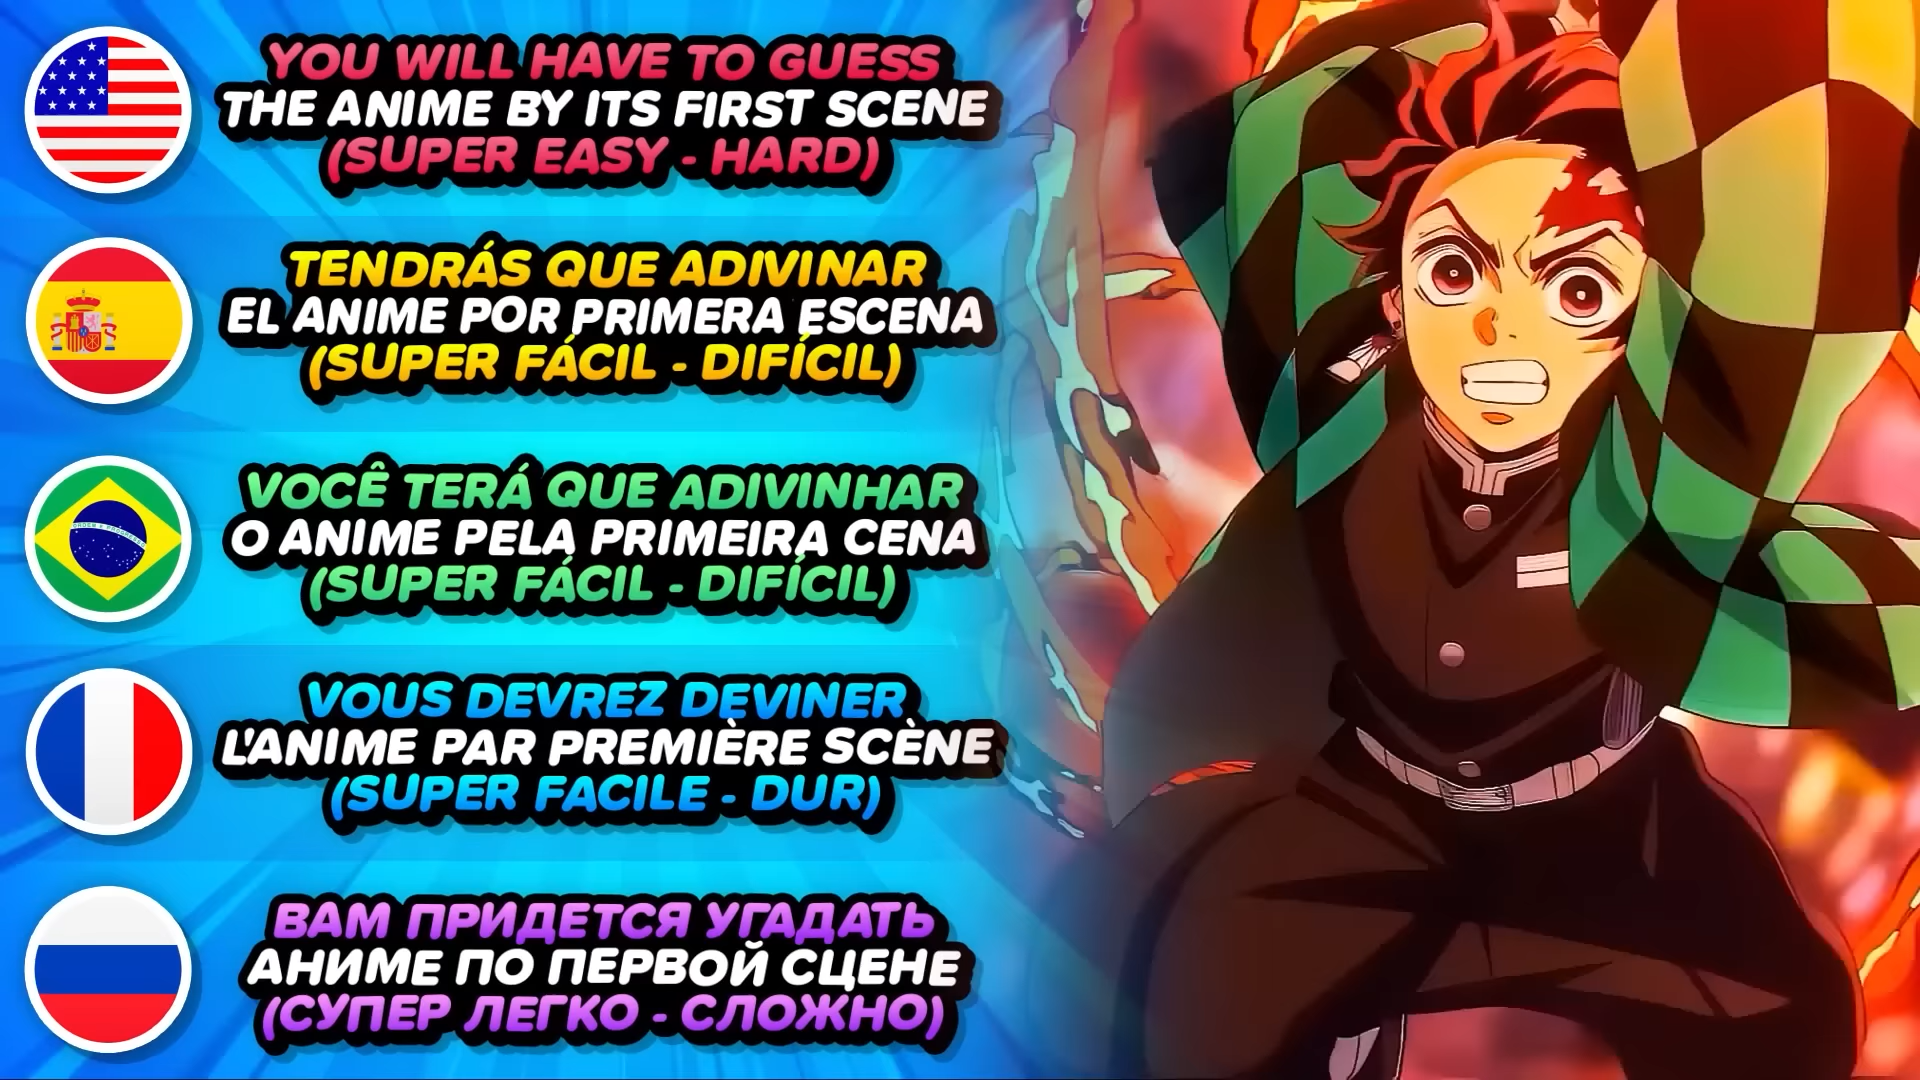 YOU WILL HAVE TO GUESS
THE ANIME BY ITS FIRST SCENE
(SUPER EASY - HARD)
TENDRÁS QUE ADIVINAR
EL ANIME POR PRIMERA ESCENA
(SUPER FÁCIL - DIFÍCIL)
VOCÊ TERÁ QUE ADIVINHAR
O ANIME PELA PRIMEIRA CENA
(SUPER FÁCIL - DIFÍCIL)
VOUS DEVREZ DEVINER
L'ANIME PAR PREMIÈRE SCÈNE
(SUPER FACILE - DUR)
ВАМ ПРИДЕТСЯ УГАДАТЬ
АНИМЕ ПО ПЕРВОЙ СЦЕНЕ
(СУПЕР ЛЕГКО - СЛОЖНО)